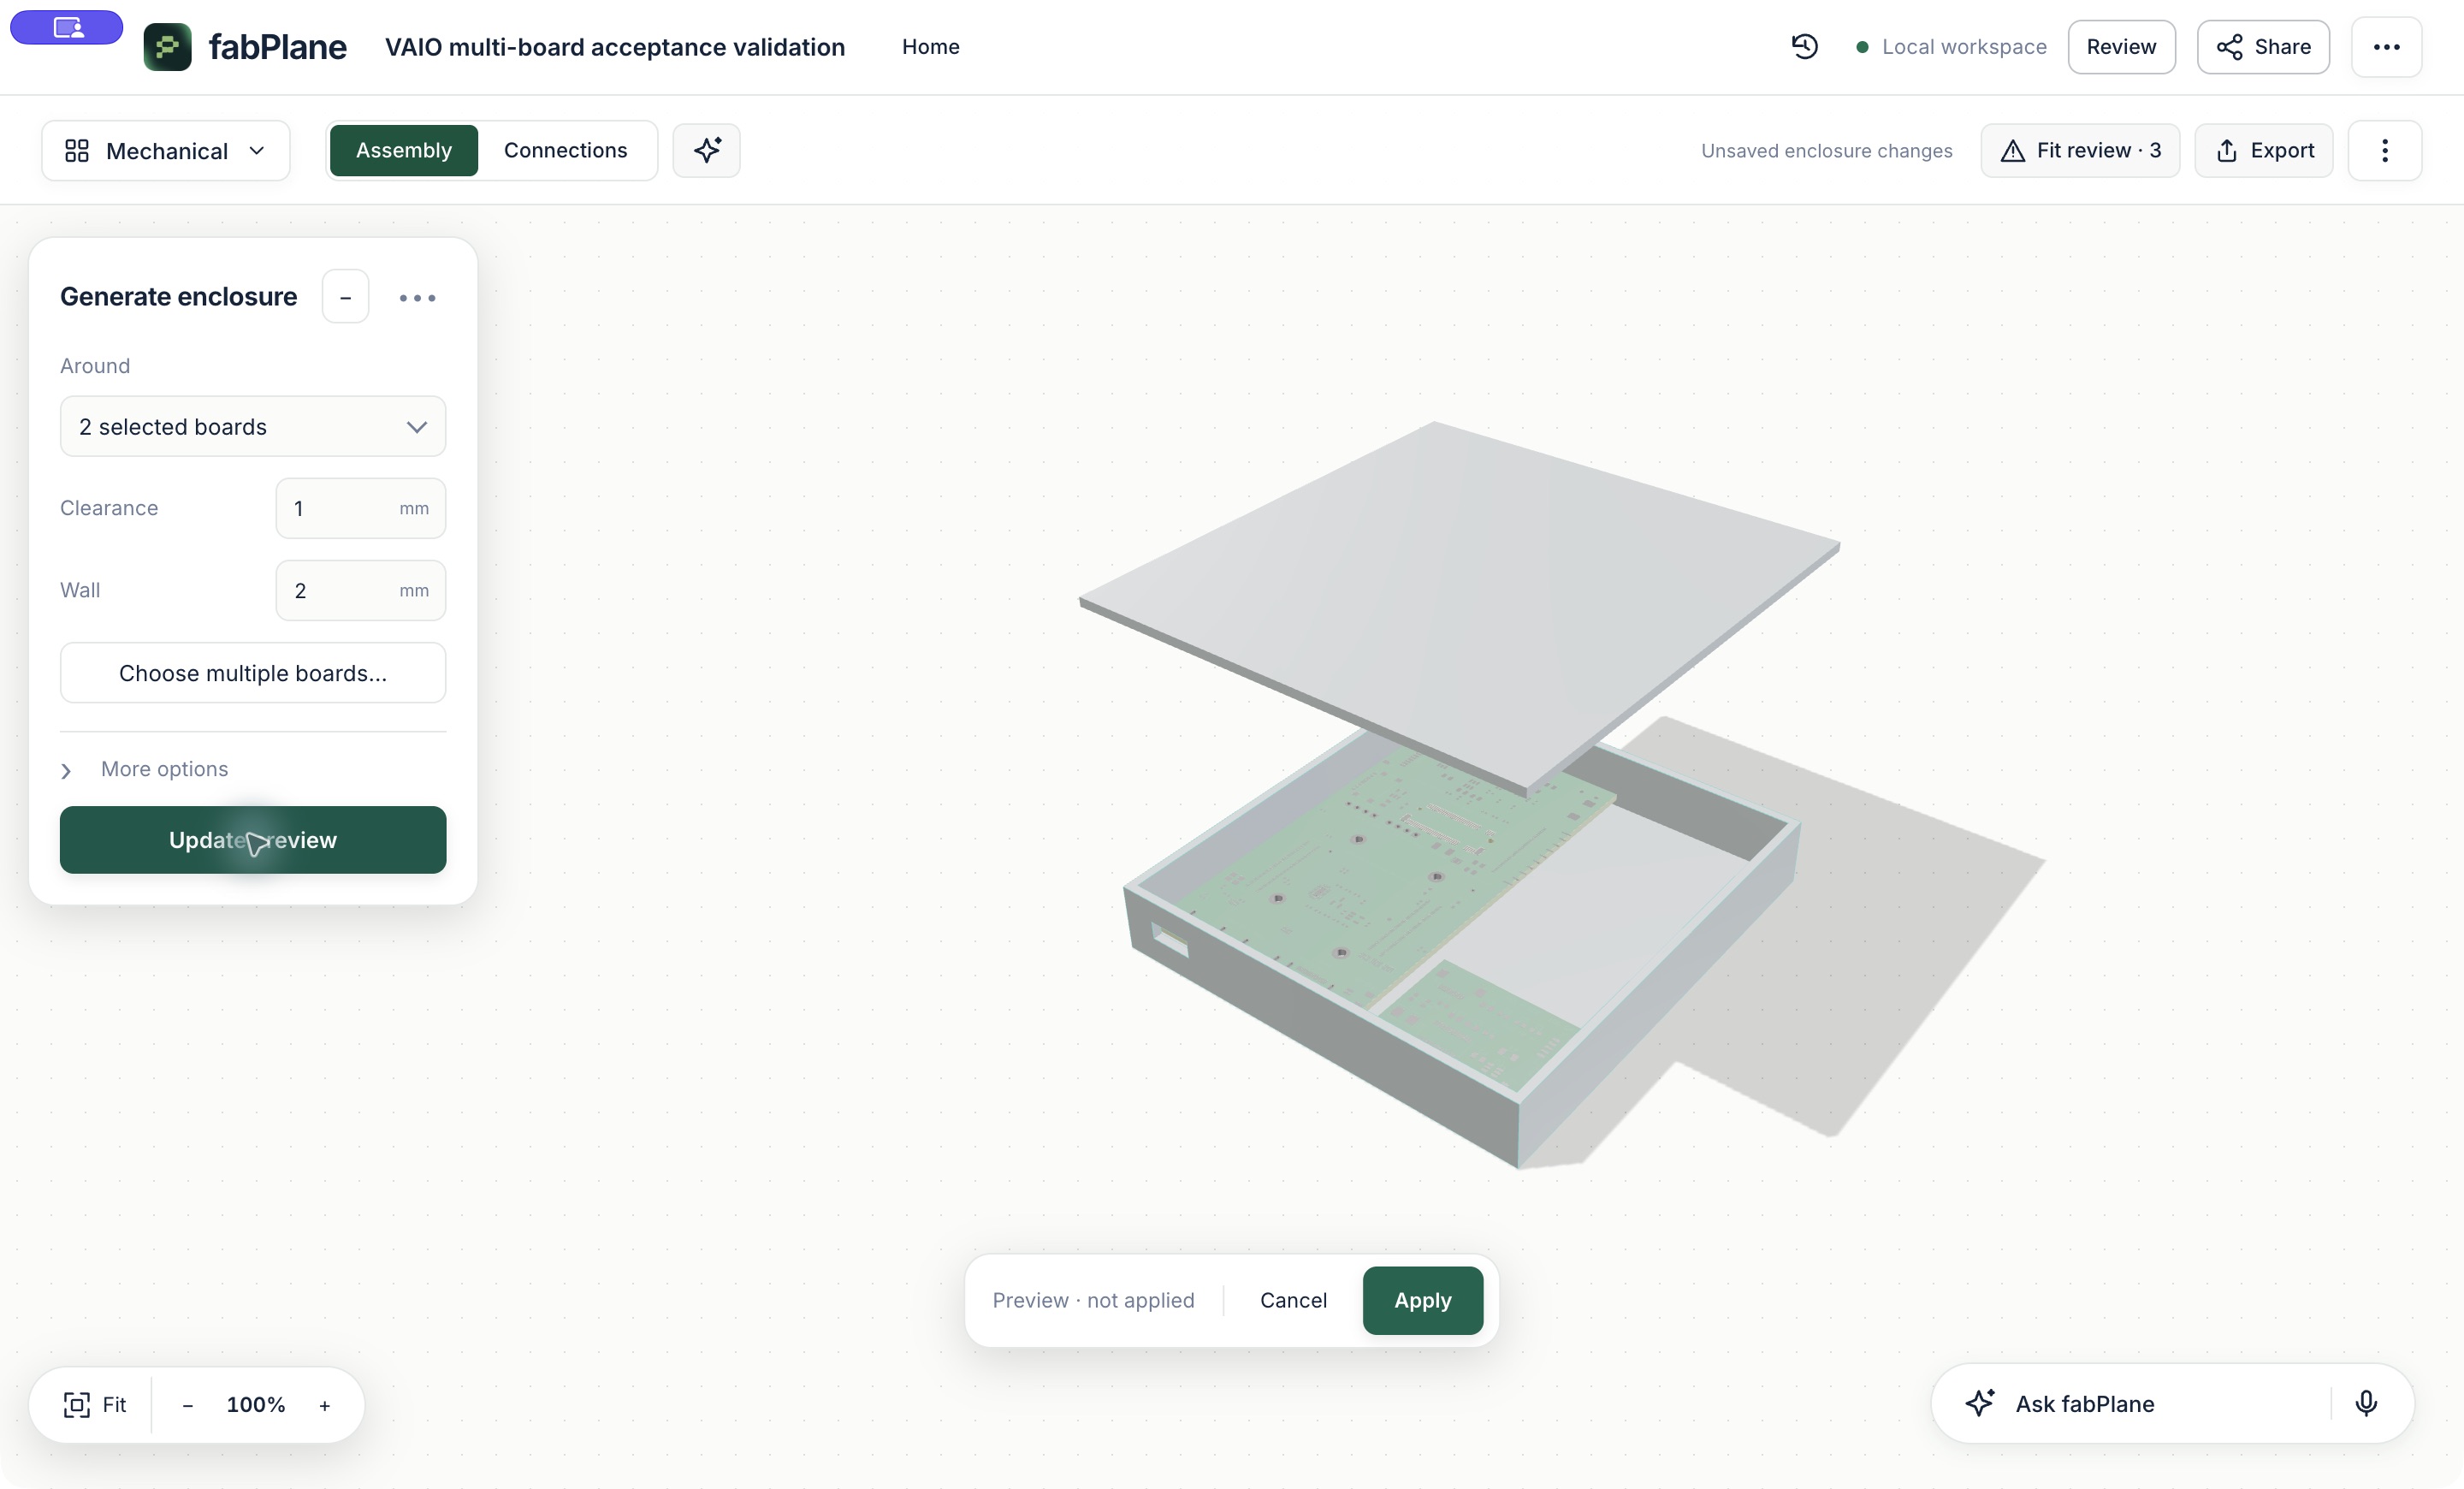 fabPlane VAIO multi-board acceptance validation Home Local workspace Review Share
Mechanical Assembly Connections Unsaved enclosure changes Fit review · 3 Export
Generate enclosure
Around
2 selected boards
Clearance 1 mm
Wall 2 mm
Choose multiple boards...
More options
Update review
Preview · not applied Cancel Apply
Fit − 100% +
Ask fabPlane